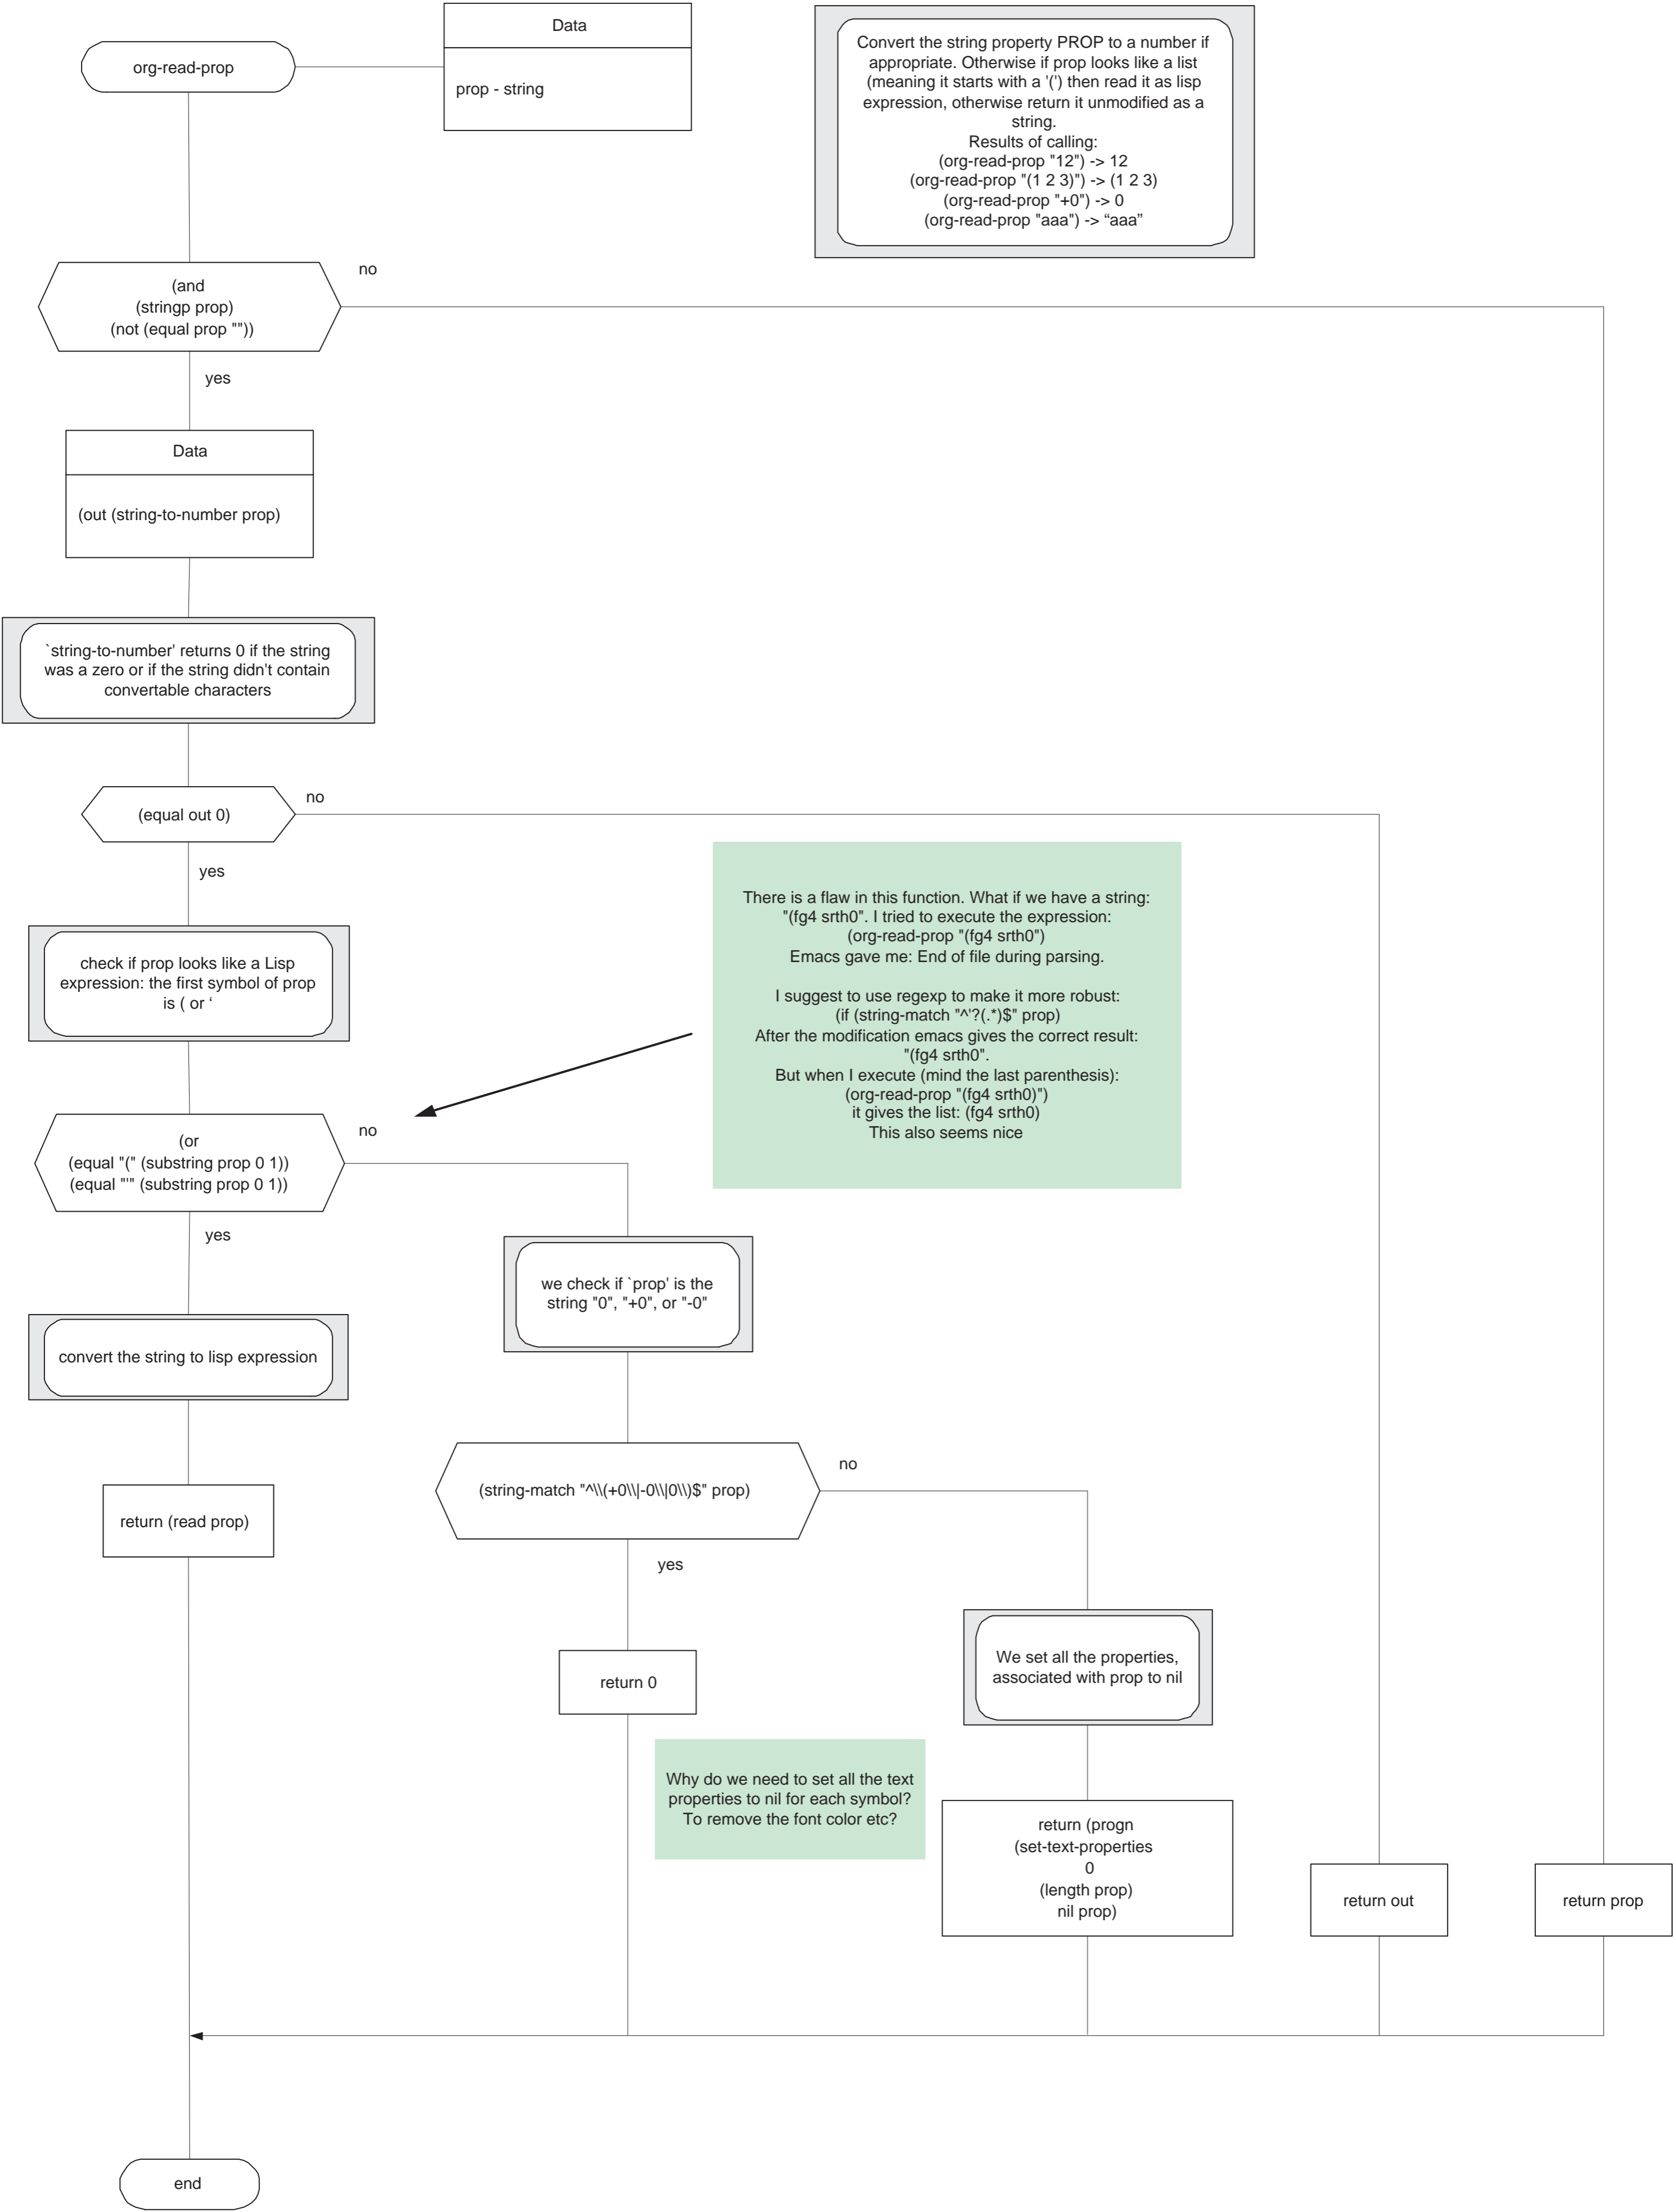 org-read-prop
Data
prop - string
Convert the string property PROP to a number if
appropriate. Otherwise if prop looks like a list
(meaning it starts with a '(') then read it as lisp
expression, otherwise return it unmodified as a
string.
Results of calling:
(org-read-prop "12") -> 12
(org-read-prop "(1 2 3)") -> (1 2 3)
(org-read-prop "+0") -> 0
(org-read-prop "aaa") -> “aaa”
(and
(stringp prop)
(not (equal prop ""))
no
yes
Data
(out (string-to-number prop)
`string-to-number' returns 0 if the string
was a zero or if the string didn't contain
convertable characters
(equal out 0)
no
yes
check if prop looks like a Lisp
expression: the first symbol of prop
is ( or ‘
There is a flaw in this function. What if we have a string:
"(fg4 srth0". I tried to execute the expression:
(org-read-prop "(fg4 srth0")
Emacs gave me: End of file during parsing.
I suggest to use regexp to make it more robust:
(if (string-match "^'?(.*)$" prop)
After the modification emacs gives the correct result:
"(fg4 srth0".
But when I execute (mind the last parenthesis):
(org-read-prop "(fg4 srth0)")
it gives the list: (fg4 srth0)
This also seems nice
(or
(equal "(" (substring prop 0 1))
(equal "'" (substring prop 0 1))
no
yes
we check if `prop' is the
string "0", "+0", or "-0"
convert the string to lisp expression
(string-match "^\\(+0\\|-0\\|0\\)$" prop)
no
yes
return (read prop)
We set all the properties,
associated with prop to nil
return 0
Why do we need to set all the text
properties to nil for each symbol?
To remove the font color etc?
return (progn
(set-text-properties
0
(length prop)
nil prop)
return out
return prop
end